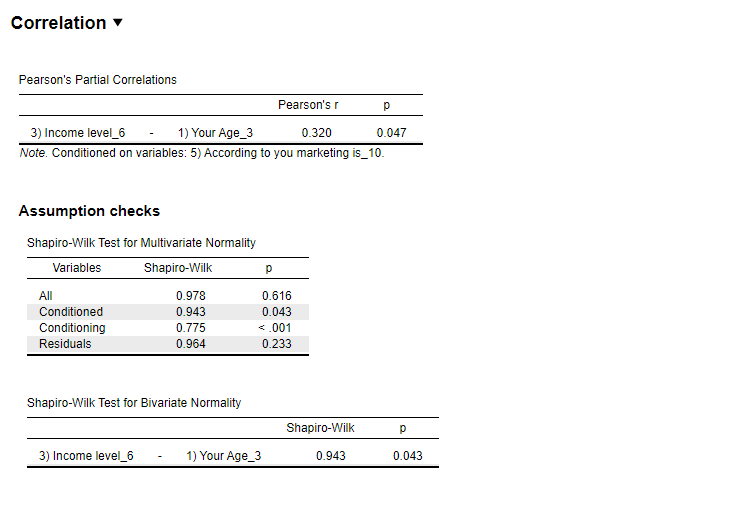 Correlation ▼
Pearson's Partial Correlations
Pearson's r p
3) Income level_6 - 1) Your Age_3 0.320 0.047
Note. Conditioned on variables: 5) According to you marketing is_10.
Assumption checks
Shapiro-Wilk Test for Multivariate Normality
Variables Shapiro-Wilk p
All 0.978 0.616
Conditioned 0.943 0.043
Conditioning 0.775 < .001
Residuals 0.964 0.233
Shapiro-Wilk Test for Bivariate Normality
Shapiro-Wilk p
3) Income level_6 - 1) Your Age_3 0.943 0.043